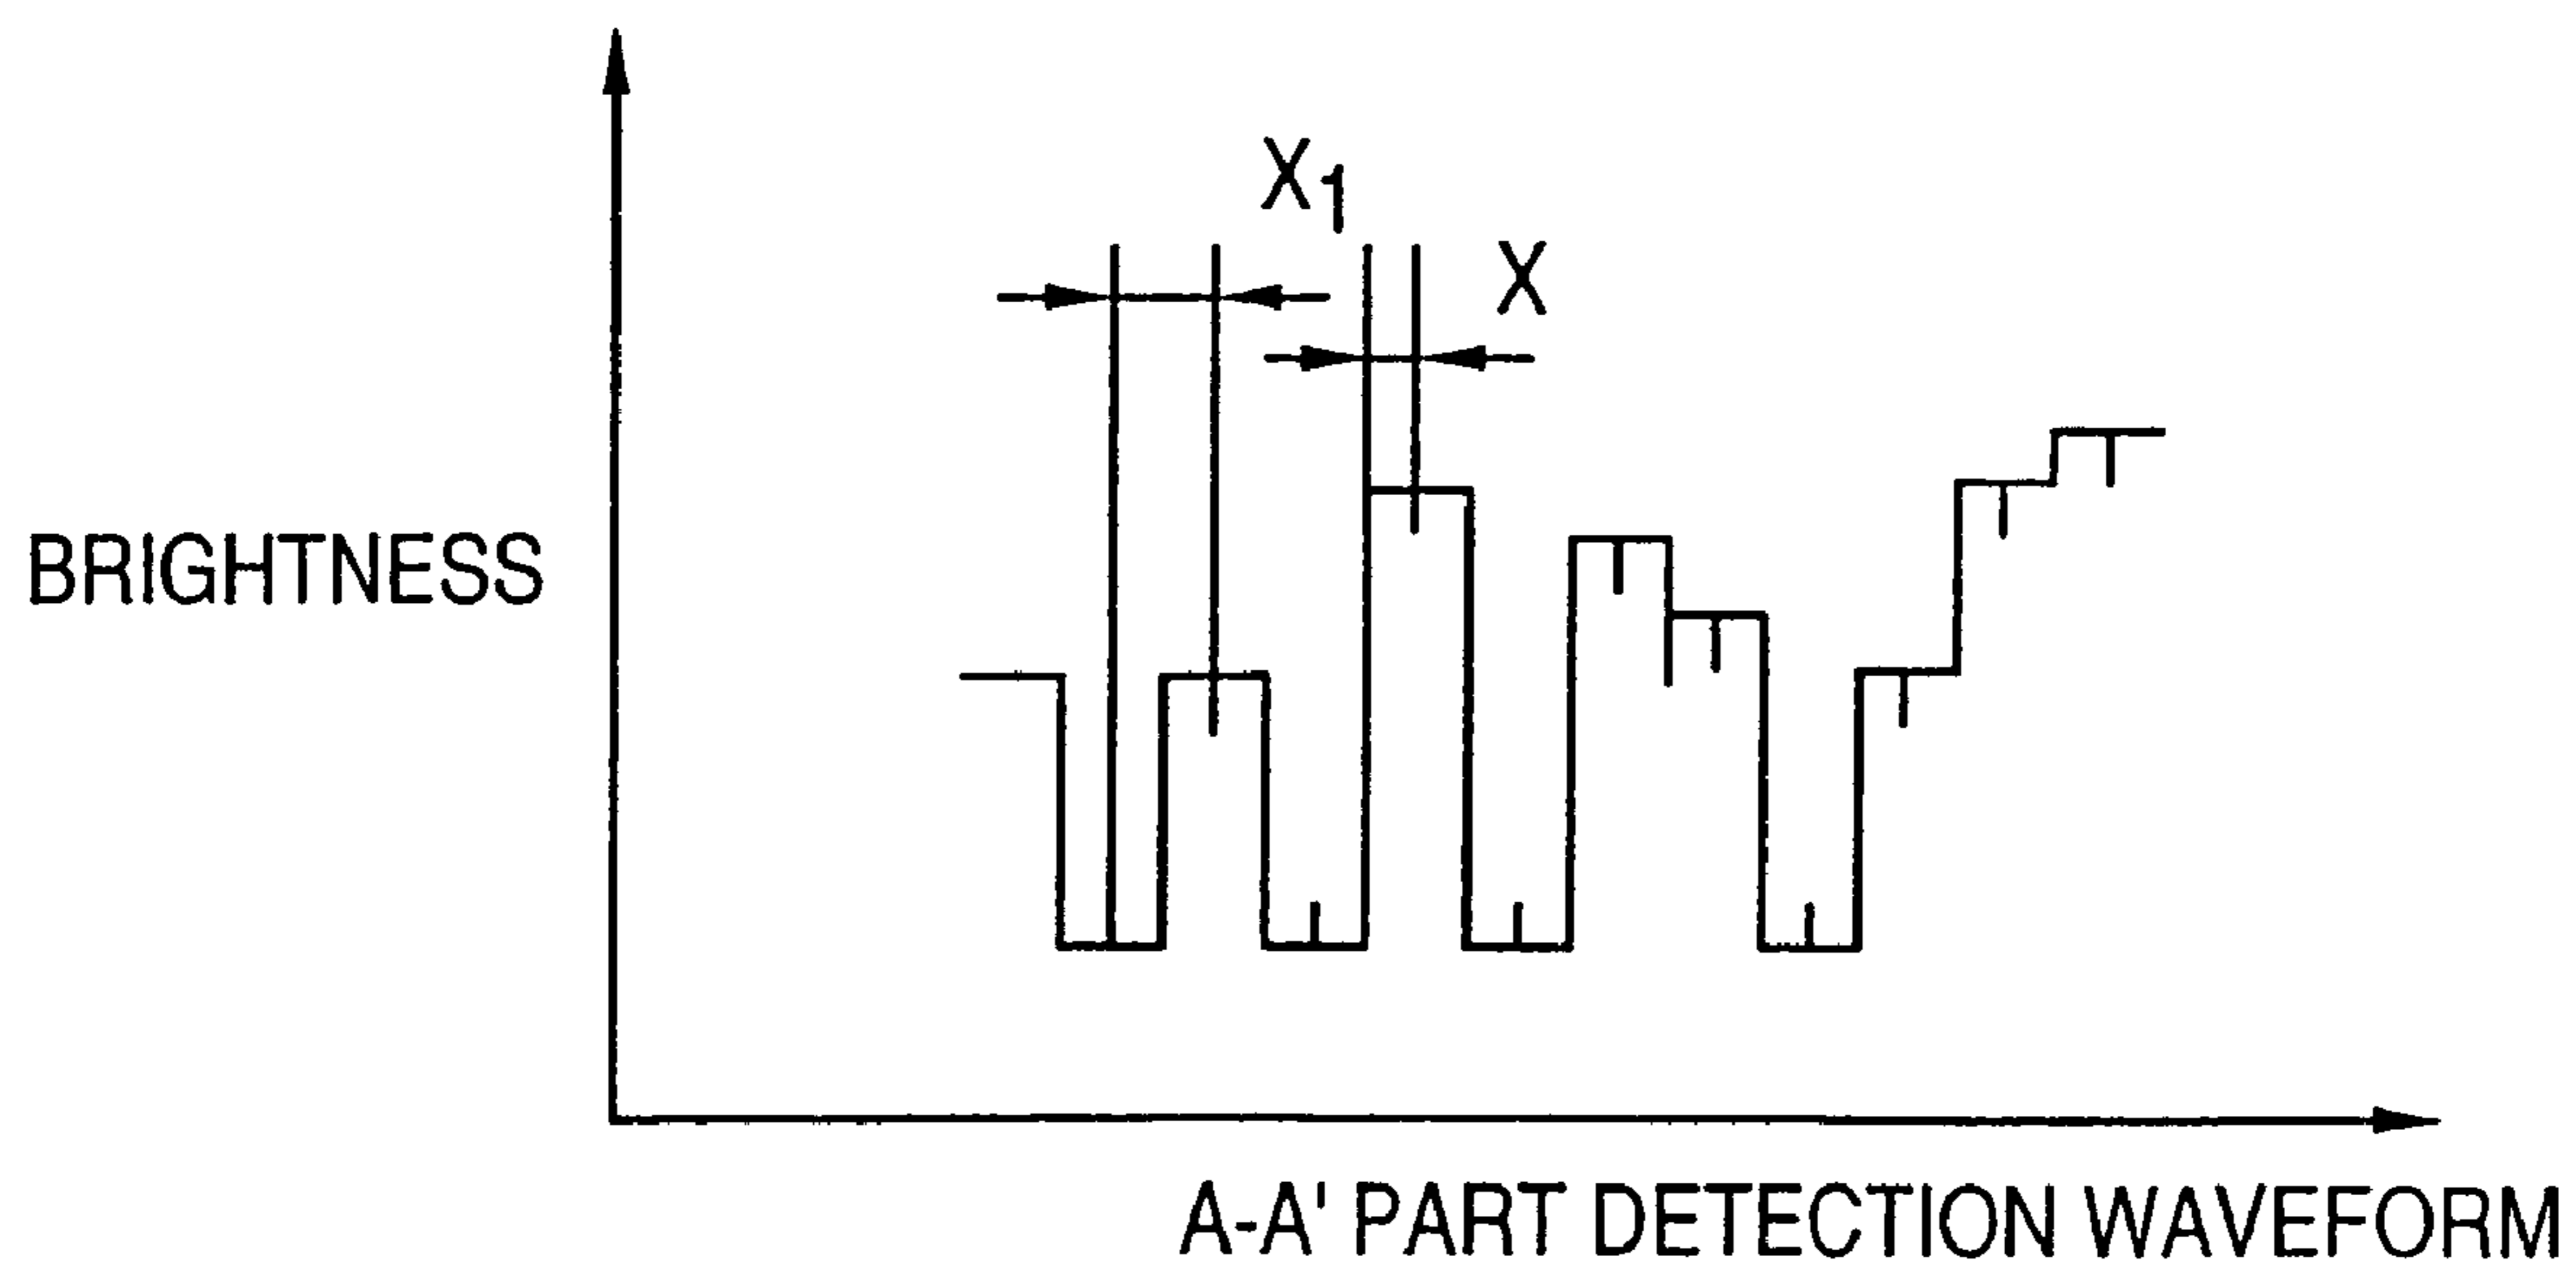 X1
X
BRIGHTNESS
A-A' PART DETECTION WAVEFORM